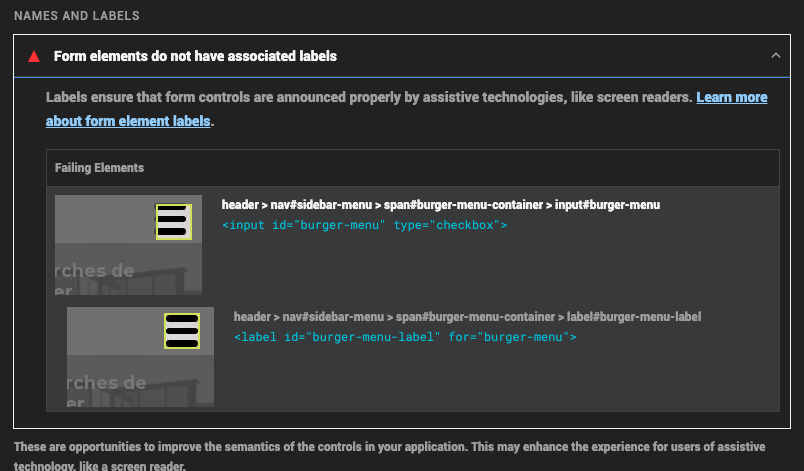 NAMES AND LABELS
Form elements do not have associated labels
Labels ensure that form controls are announced properly by assistive technologies, like screen readers. Learn more
about form element labels.
Failing Elements
header > nav#sidebar-menu > span#burger-menu-container > input#burger-menu
<input id="burger-menu" type="checkbox">
rches de
er
header > nav#sidebar-menu > span#burger-menu-container > label#burger-menu-label
<label id="burger-menu-label" for="burger-menu">
rches de
er
These are opportunities to improve the semantics of the controls in your application. This may enhance the experience for users of assistive
technology, like a screen reader.